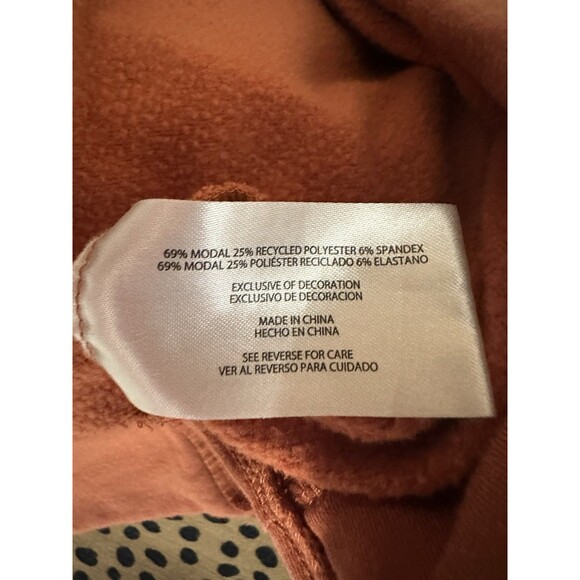 69% MODAL 25% RECYCLED POLYESTER 6% SPANDEX
69% MODAL 25% POLIÉSTER RECICLADO 6% ELASTANO
EXCLUSIVE OF DECORATION
EXCLUSIVO DE DECORACION
MADE IN CHINA
HECHO EN CHINA
SEE REVERSE FOR CARE
VER AL REVERSO PARA CUIDADO